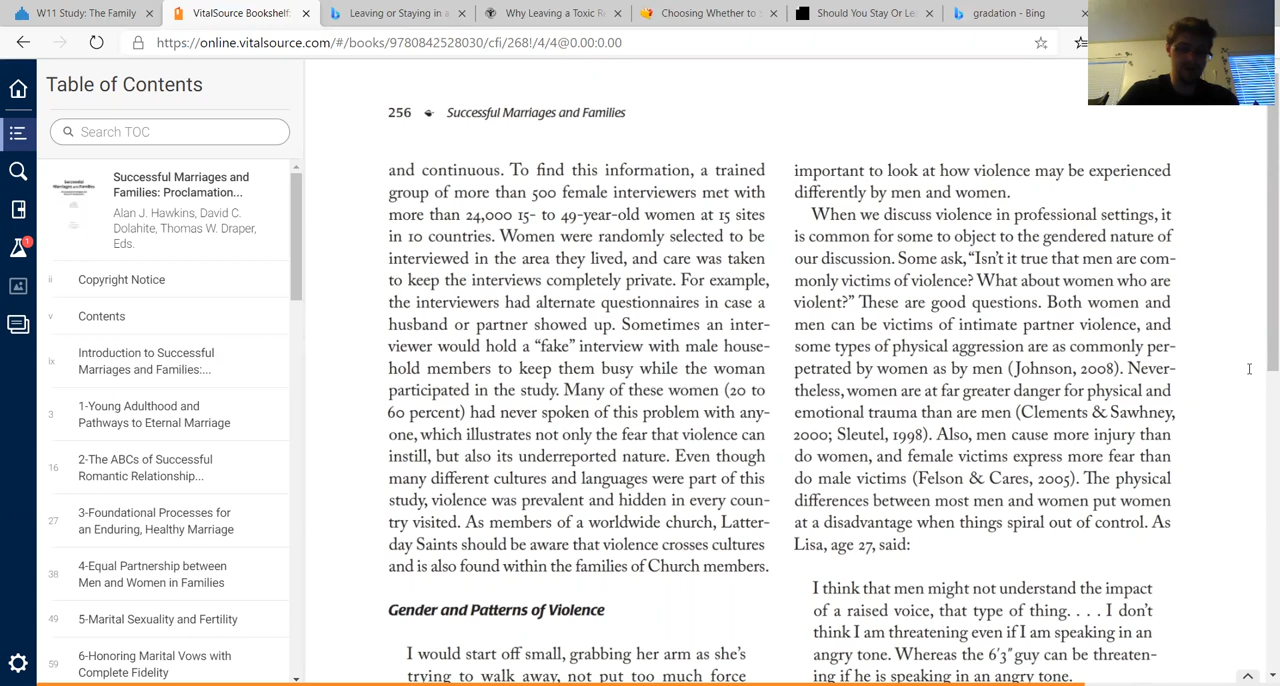 W11 Study: The Family
VitalSource Bookshelf:
Leaving or Staying in a
Why Leaving a Toxic Re
Choosing Whether to
Should You Stay Or Le
gradation - Bing
https://online.vitalsource.com/#/books/9780842528030/cfi/268!/4/4@0.00:0.00
Table of Contents
Search TOC
Successful Marriages and
Families: Proclamation...
Alan J. Hawkins, David C.
Dolahite, Thomas W. Draper,
Eds.
ii Copyright Notice
v Contents
ix Introduction to Successful
Marriages and Families:...
3 1-Young Adulthood and
Pathways to Eternal Marriage
16 2-The ABCs of Successful
Romantic Relationship...
27 3-Foundational Processes for
an Enduring, Healthy Marriage
38 4-Equal Partnership between
Men and Women in Families
49 5-Marital Sexuality and Fertility
59 6-Honoring Marital Vows with
Complete Fidelity
1
256 Successful Marriages and Families
and continuous. To find this information, a trained
group of more than 500 female interviewers met with
more than 24,000 15- to 49-year-old women at 15 sites
in 10 countries. Women were randomly selected to be
interviewed in the area they lived, and care was taken
to keep the interviews completely private. For example,
the interviewers had alternate questionnaires in case a
husband or partner showed up. Sometimes an inter-
viewer would hold a “fake” interview with male house-
hold members to keep them busy while the woman
participated in the study. Many of these women (20 to
60 percent) had never spoken of this problem with any-
one, which illustrates not only the fear that violence can
instill, but also its underreported nature. Even though
many different cultures and languages were part of this
study, violence was prevalent and hidden in every coun-
try visited. As members of a worldwide church, Latter-
day Saints should be aware that violence crosses cultures
and is also found within the families of Church members.
Gender and Patterns of Violence
I would start off small, grabbing her arm as she’s
trying to walk away, not put too much force
important to look at how violence may be experienced
differently by men and women.
When we discuss violence in professional settings, it
is common for some to object to the gendered nature of
our discussion. Some ask, “Isn’t it true that men are com-
monly victims of violence? What about women who are
violent?” These are good questions. Both women and
men can be victims of intimate partner violence, and
some types of physical aggression are as commonly per-
petrated by women as by men (Johnson, 2008). Never-
theless, women are at far greater danger for physical and
emotional trauma than are men (Clements & Sawhney,
2000; Sleutel, 1998). Also, men cause more injury than
do women, and female victims express more fear than
do male victims (Felson & Cares, 2005). The physical
differences between most men and women put women
at a disadvantage when things spiral out of control. As
Lisa, age 27, said:
I think that men might not understand the impact
of a raised voice, that type of thing. . . . I don’t
think I am threatening even if I am speaking in an
angry tone. Whereas the 6′3″ guy can be threaten-
ing if he is speaking in an angry tone.